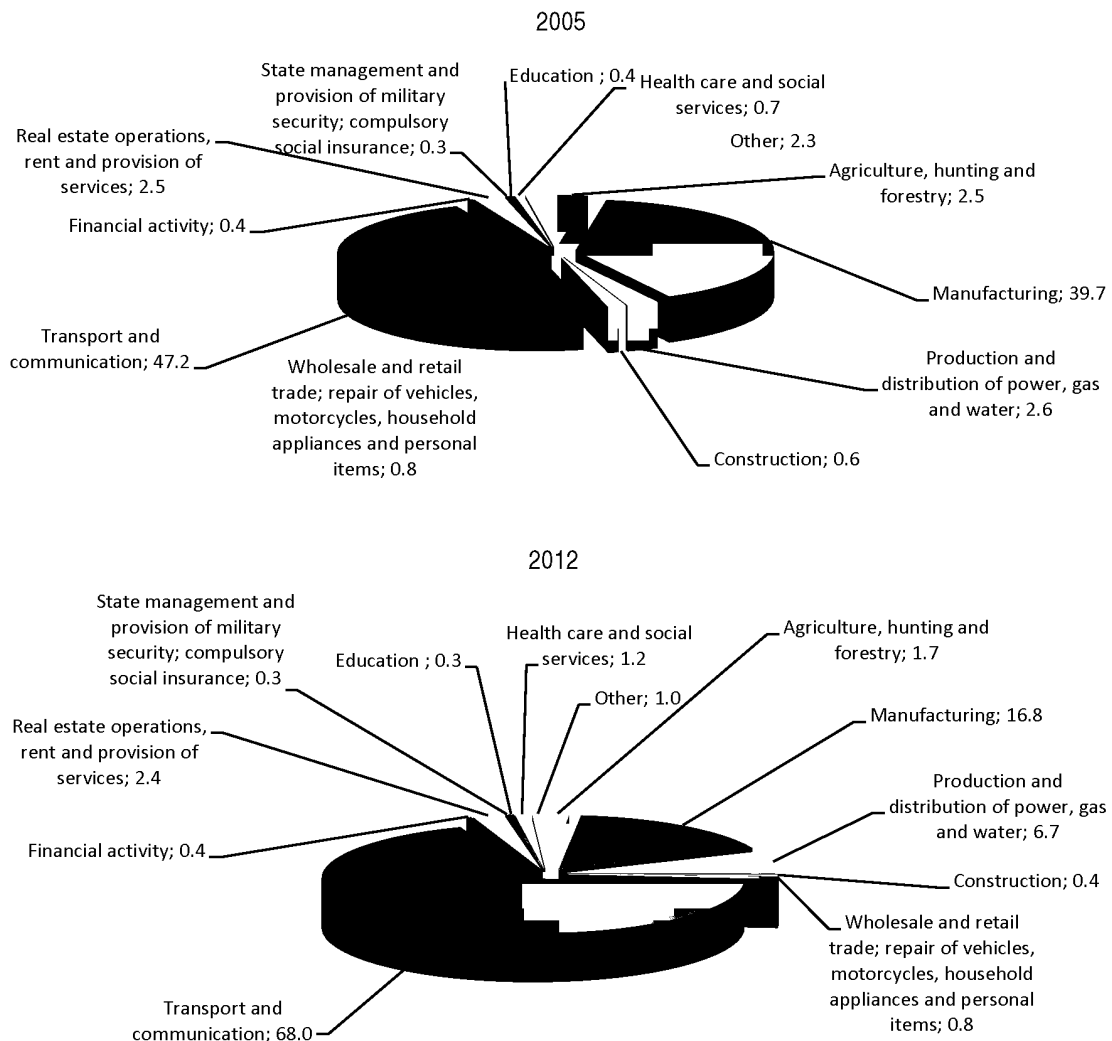 2005
State management and
provision of military
security; compulsory
social insurance; 0.3
Education ; 0.4
Health care and social
services; 0.7
Other; 2.3
Real estate operations,
rent and provision of
services; 2.5
Agriculture, hunting and
forestry; 2.5
Financial activity; 0.4
Manufacturing; 39.7
Transport and
communication; 47.2
Wholesale and retail
trade; repair of vehicles,
motorcycles, household
appliances and personal
items; 0.8
Production and
distribution of power, gas
and water; 2.6
Construction; 0.6
2012
State management and
provision of military
security; compulsory
social insurance; 0.3
Education ; 0.3
Health care and social
services; 1.2
Other; 1.0
Agriculture, hunting and
forestry; 1.7
Real estate operations,
rent and provision of
services; 2.4
Manufacturing; 16.8
Production and
distribution of power, gas
and water; 6.7
Financial activity; 0.4
Construction; 0.4
Wholesale and retail
trade; repair of vehicles,
motorcycles, household
appliances and personal
items; 0.8
Transport and
communication; 68.0